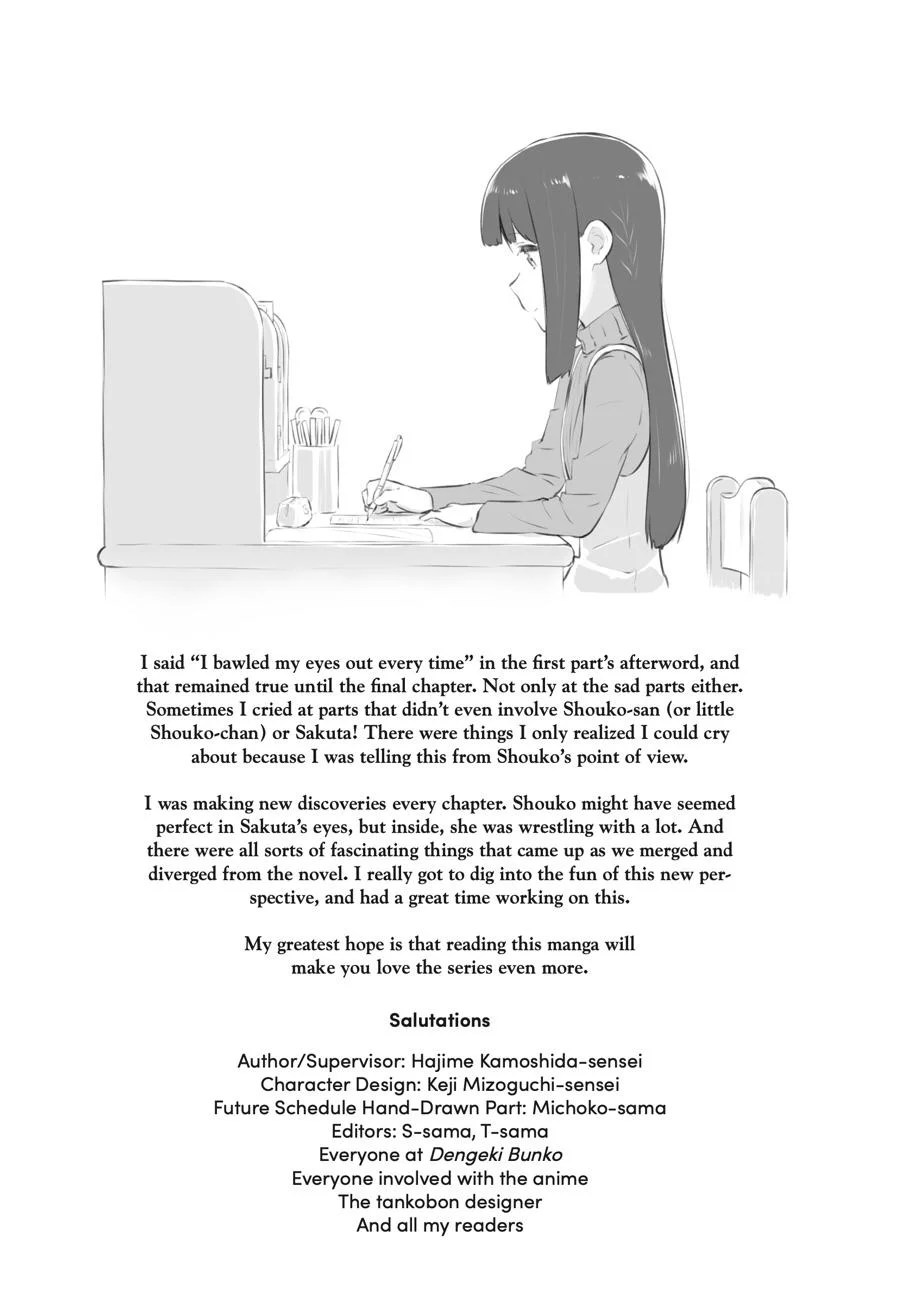 I said “I bawled my eyes out every time” in the first part’s afterword, and
that remained true until the final chapter. Not only at the sad parts either.
Sometimes I cried at parts that didn’t even involve Shouko-san (or little
Shouko-chan) or Sakuta! There were things I only realized I could cry
about because I was telling this from Shouko’s point of view.
I was making new discoveries every chapter. Shouko might have seemed
perfect in Sakuta’s eyes, but inside, she was wrestling with a lot. And
there were all sorts of fascinating things that came up as we merged and
diverged from the novel. I really got to dig into the fun of this new per-
spective, and had a great time working on this.
My greatest hope is that reading this manga will
make you love the series even more.
Salutations
Author/Supervisor: Hajime Kamoshida-sensei
Character Design: Keji Mizoguchi-sensei
Future Schedule Hand-Drawn Part: Michoko-sama
Editors: S-sama, T-sama
Everyone at Dengeki Bunko
Everyone involved with the anime
The tankobon designer
And all my readers